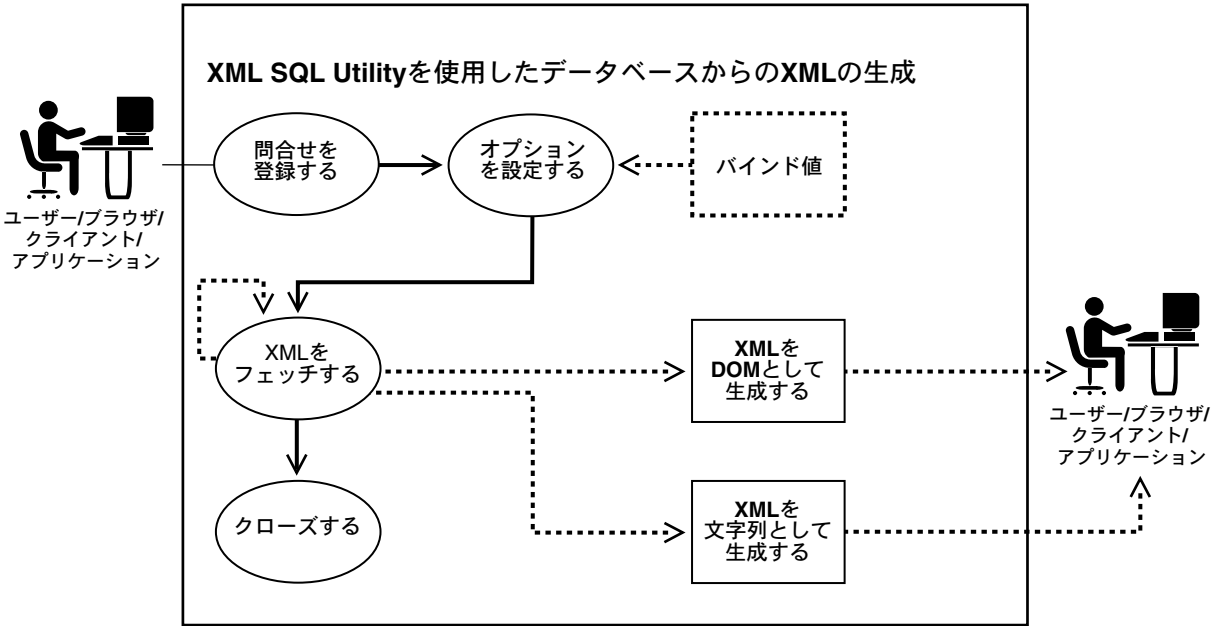 XML SQL Utilityを使用したデータベースからのXMLの生成
問合せを
登録する
オプション
を設定する
バインド値
ユーザー/ブラウザ/
クライアント/
アプリケーション
XMLを
フェッチする
XMLを
DOMとして
生成する
ユーザー/ブラウザ/
クライアント/
アプリケーション
クローズする
XMLを
文字列として
生成する